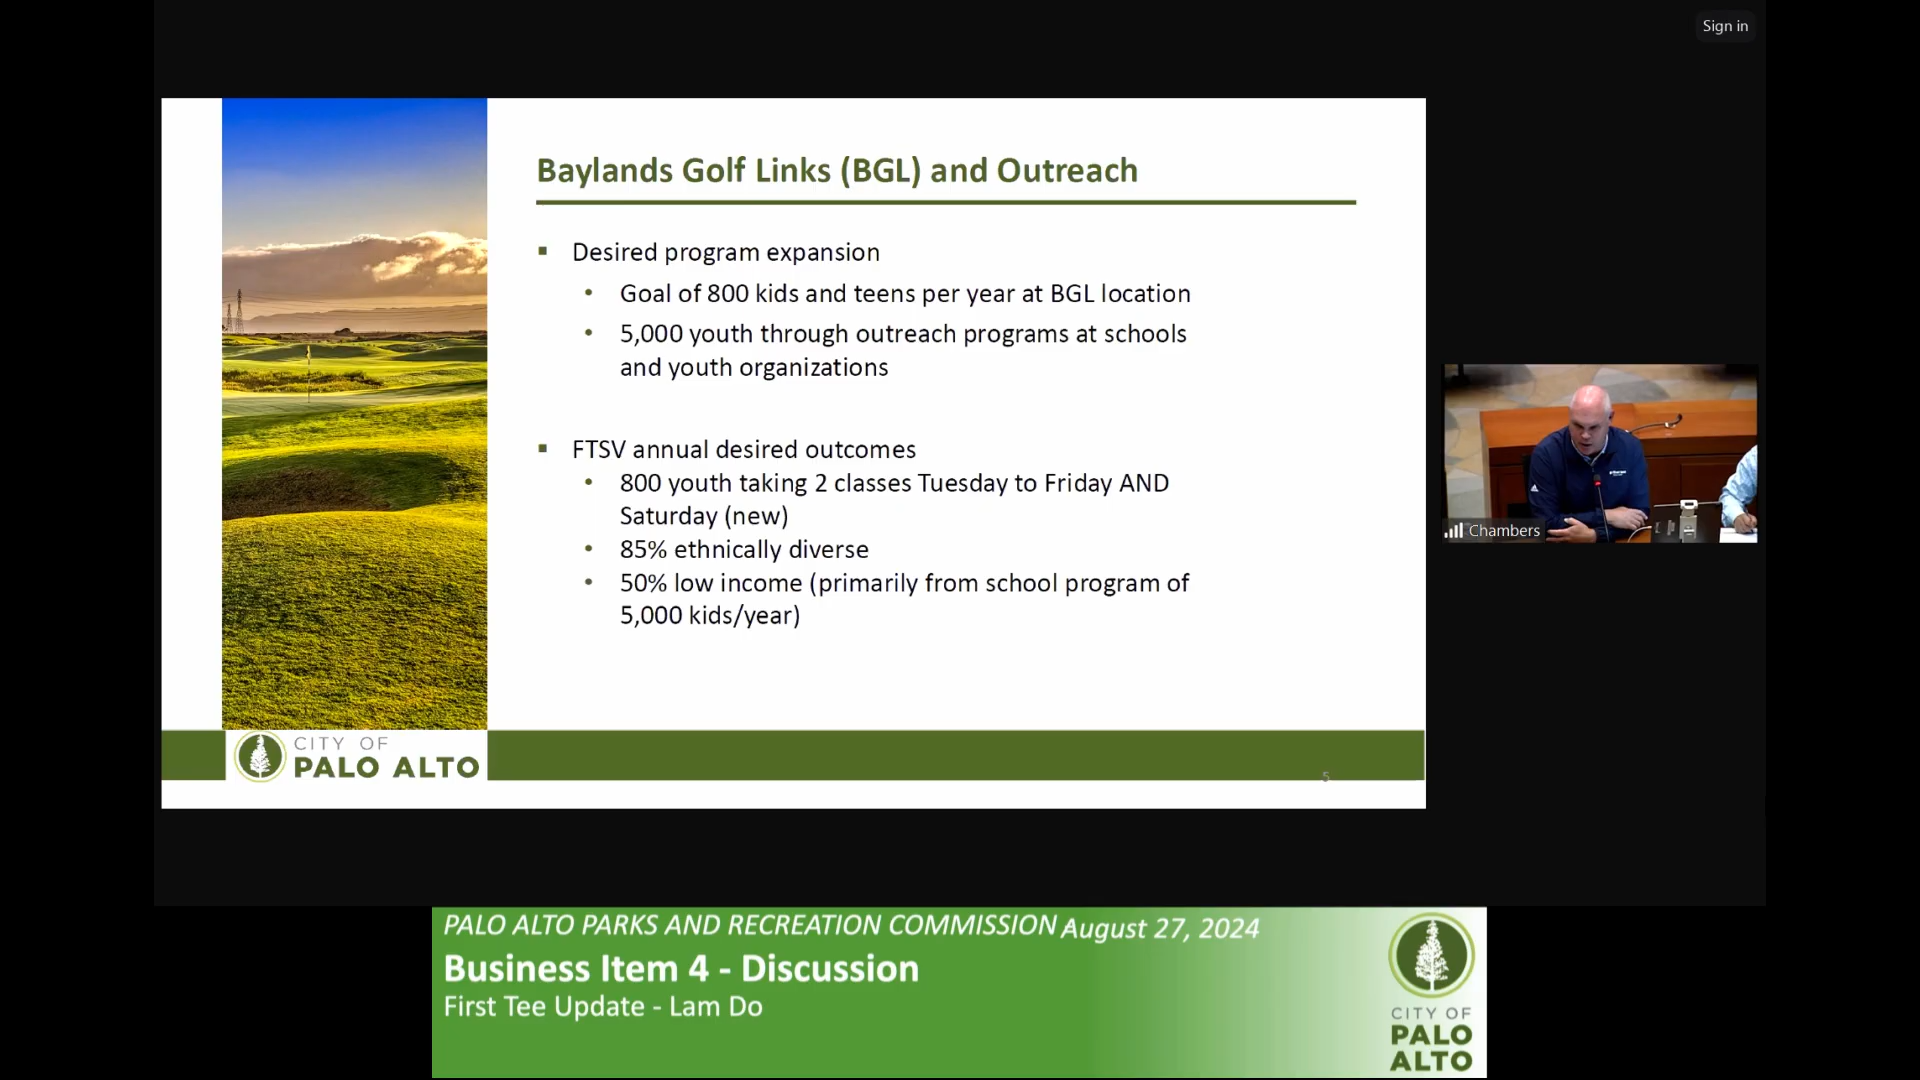 Sign in
Baylands Golf Links (BGL) and Outreach
Desired program expansion
Goal of 800 kids and teens per year at BGL location
5,000 youth through outreach programs at schools
and youth organizations
FTSV annual desired outcomes
800 youth taking 2 classes Tuesday to Friday AND
Saturday (new)
85% ethnically diverse
50% low income (primarily from school program of
5,000 kids/year)
CITY OF
PALO ALTO
5
Chambers
PALO ALTO PARKS AND RECREATION COMMISSION August 27, 2024
Business Item 4 - Discussion
First Tee Update - Lam Do
CITY OF
PALO
ALTO